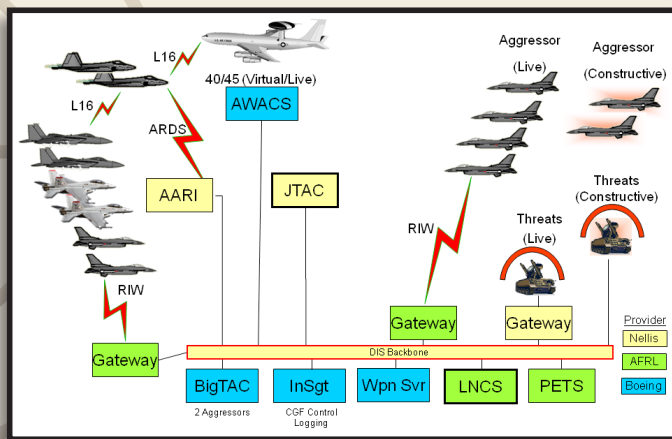 L16
40/45 (Virtual/Live)
AWACS
Aggressor
(Live)
Aggressor
(Constructive)
L16
ARDS
AARI
JTAC
RIW
Threats
(Live)
Threats
(Constructive)
RIW
Gateway
Gateway
Gateway
DIS Backbone
BigTAC
2 Aggressors
InSgt
CGF Control
Logging
Wpn Svr
LNCS
PETS
Provider
Nellis
AFRL
Boeing